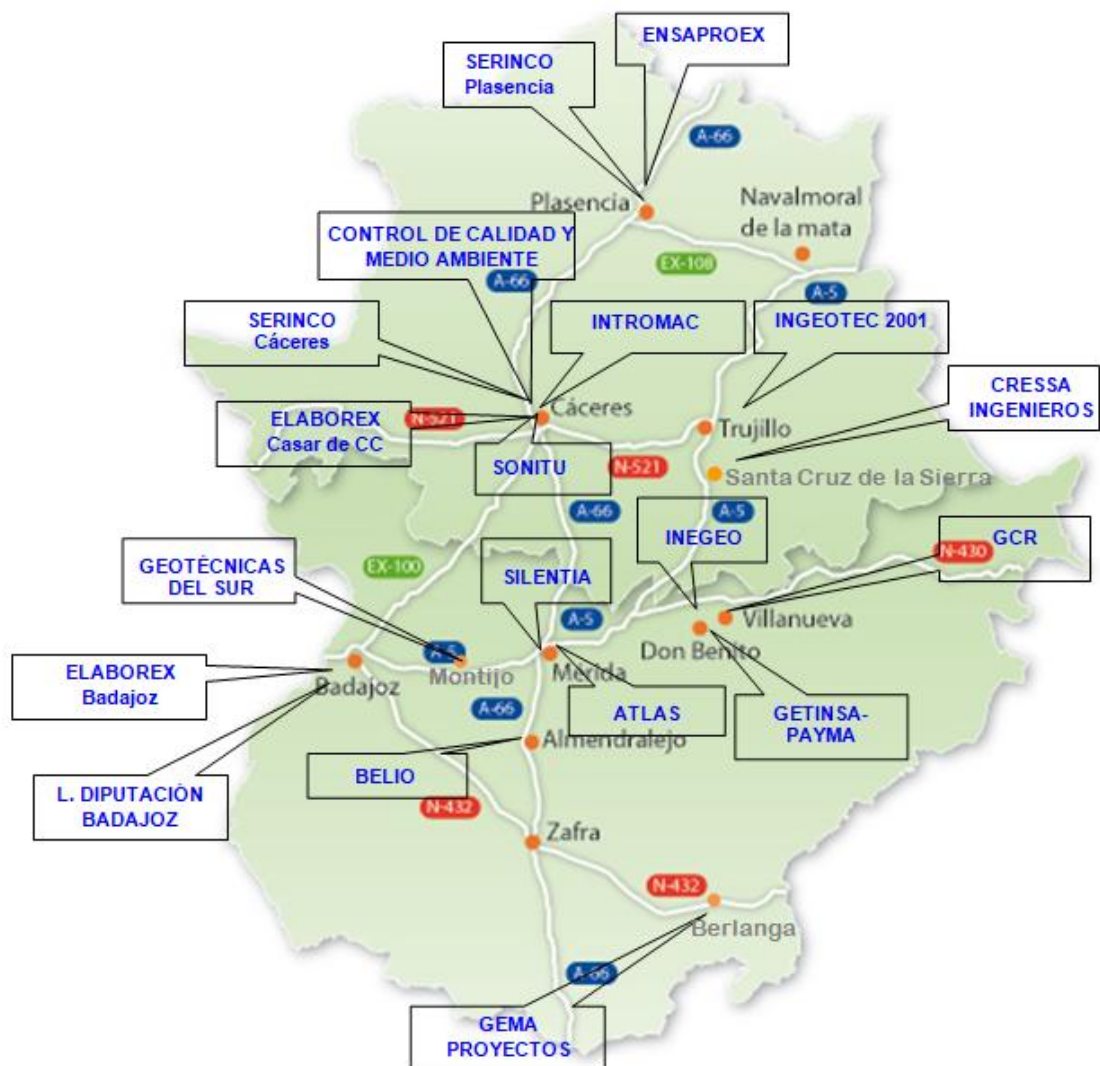 ENSAPROEX
SERINCO
Plasencia
A-66
Plasencia
Navalmoral
de la mata
CONTROL DE CALIDAD Y
MEDIO AMBIENTE
EX-108
A-66
A-5
SERINCO
Cáceres
INTROMAC
INGEOTEC 2001
CRESSA
INGENIEROS
ELABOREX
Casar de CC
N-521
Cáceres
Trujillo
SONITU
N-521
Santa Cruz de la Sierra
A-66
A-5
INEGEO
GCR
N-430
GEOTÉCNICAS
DEL SUR
EX-100
SILENTIA
A-5
Villanueva
Don Benito
ELABOREX
Badajoz
Badajoz
A-5
Montijo
Mérida
A-66
ATLAS
GETINSA-
PAYMA
Almendralejo
BELIO
L. DIPUTACIÓN
BADAJOZ
N-432
Zafra
N-432
Berlanga
A-66
GEMA
PROYECTOS